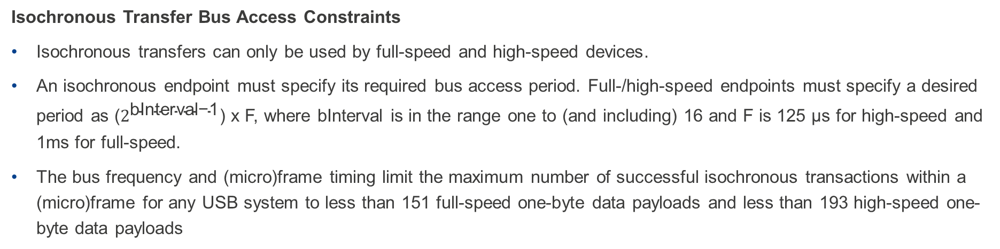 Isochronous Transfer Bus Access Constraints
• Isochronous transfers can only be used by full-speed and high-speed devices.
• An isochronous endpoint must specify its required bus access period. Full-/high-speed endpoints must specify a desired
period as (2^bInterval−1) x F, where bInterval is in the range one to (and including) 16 and F is 125 μs for high-speed and
1ms for full-speed.
• The bus frequency and (micro)frame timing limit the maximum number of successful isochronous transactions within a
(micro)frame for any USB system to less than 151 full-speed one-byte data payloads and less than 193 high-speed one-
byte data payloads